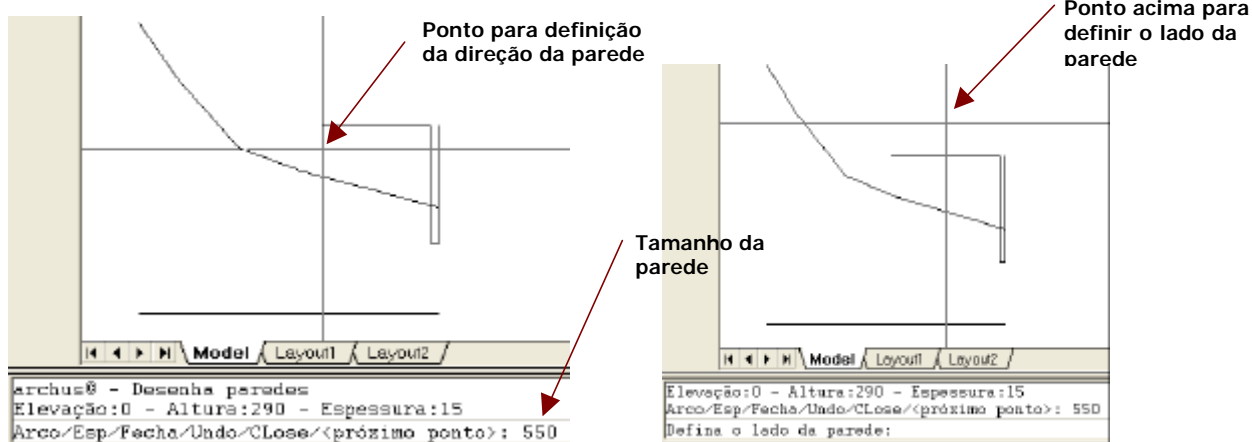 Ponto para definição
da direção da parede
Ponto acima para
definir o lado da
parede
Tamanho da
parede
Model Layout1 Layout2
archus® - Desenha paredes
Elevação:0 - Altura:290 - Espessura:15
Arco/Esp/Fecha/Undo/CLose/<próximo ponto>: 550
Model Layout1 Layout2
Elevação:0 - Altura:290 - Espessura:15
Arco/Esp/Fecha/Undo/CLose/<próximo ponto>: 550
Defina o lado da parede: